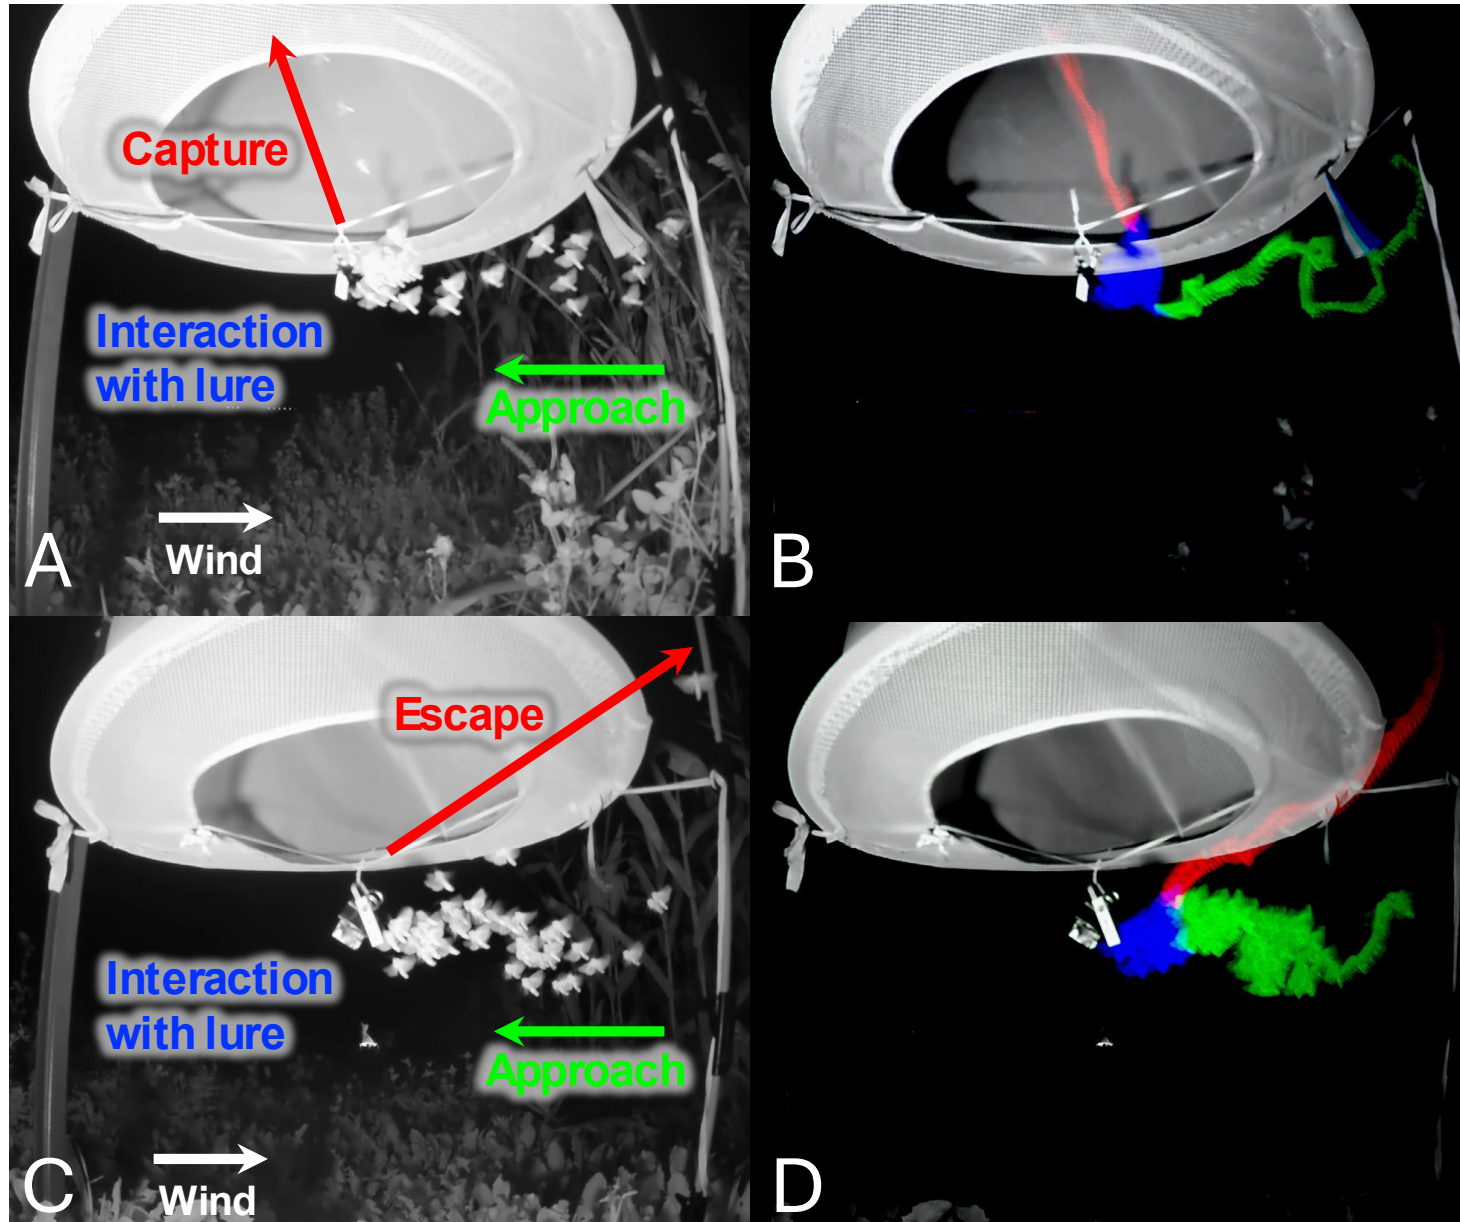 Capture
Interaction
with lure
Approach
Wind
A
B
Escape
Interaction
with lure
Approach
Wind
C
D